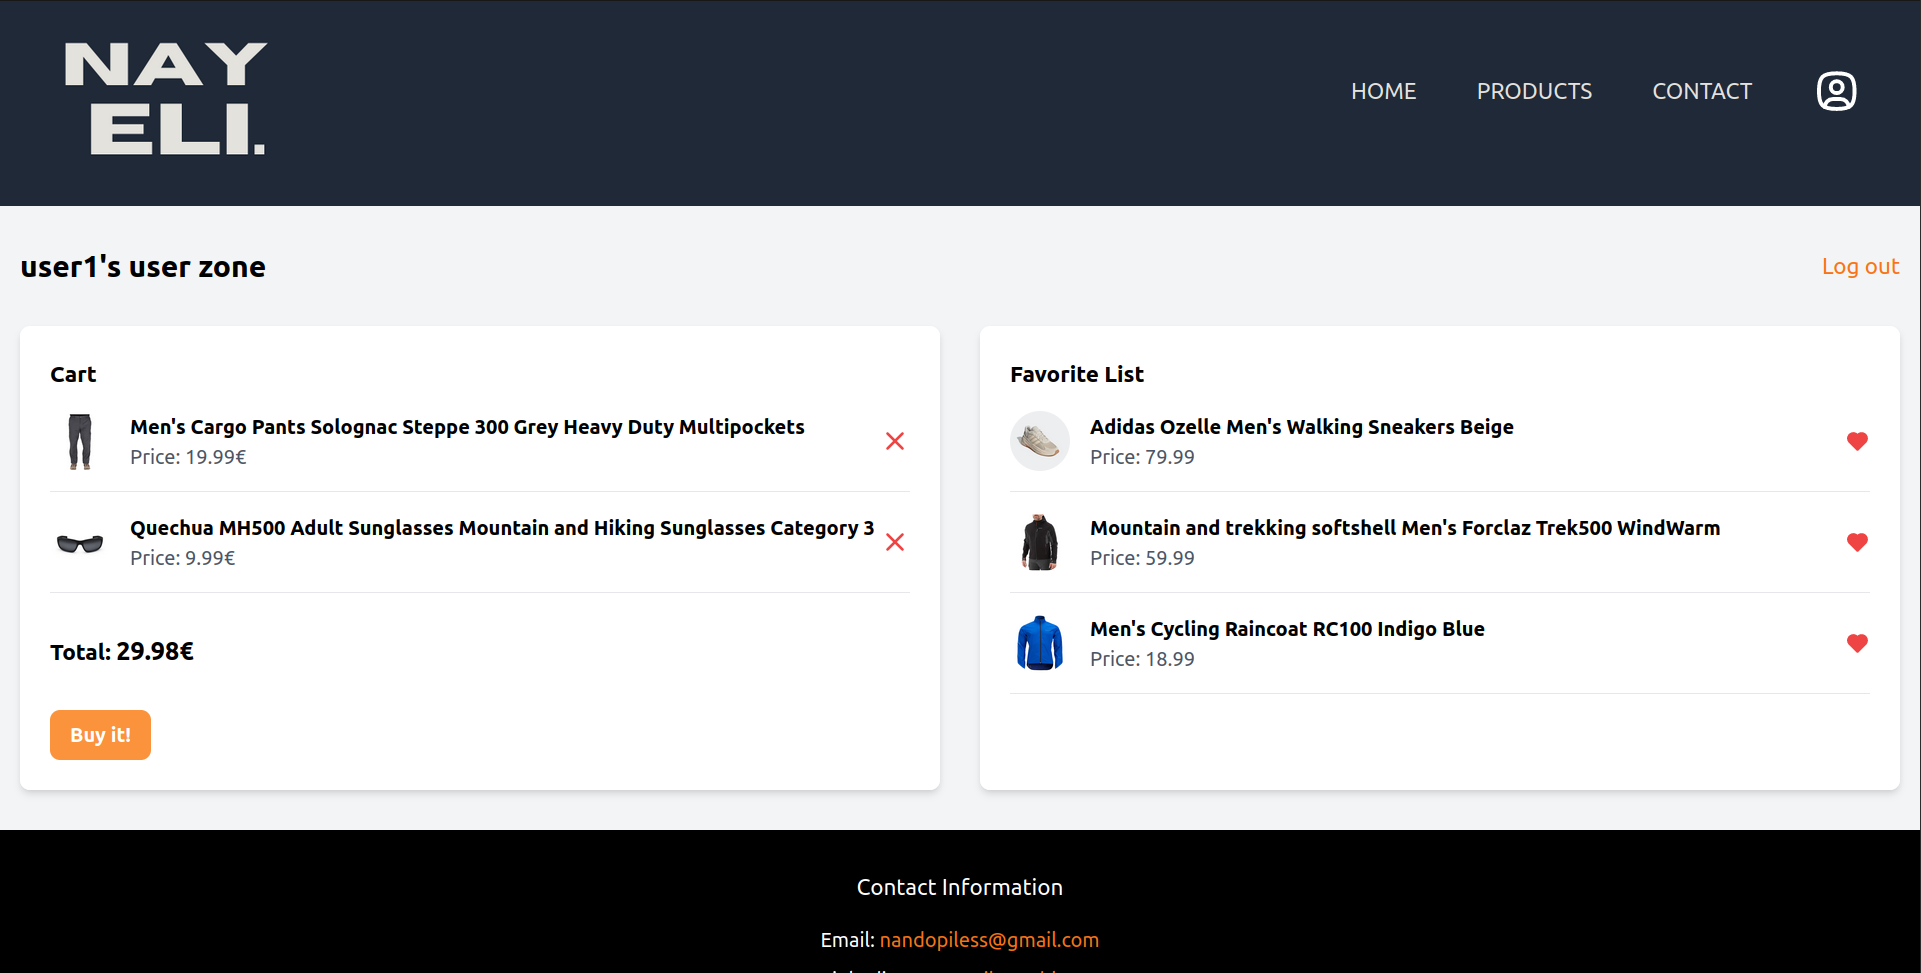 NAY
ELI.
HOME PRODUCTS CONTACT
user1's user zone
Log out
Cart
Men's Cargo Pants Solognac Steppe 300 Grey Heavy Duty Multipockets
Price: 19.99€
Quechua MH500 Adult Sunglasses Mountain and Hiking Sunglasses Category 3
Price: 9.99€
Total: 29.98€
Buy it!
Favorite List
Adidas Ozelle Men's Walking Sneakers Beige
Price: 79.99
Mountain and trekking softshell Men's Forclaz Trek500 WindWarm
Price: 59.99
Men's Cycling Raincoat RC100 Indigo Blue
Price: 18.99
Contact Information
Email: nandopiless@gmail.com